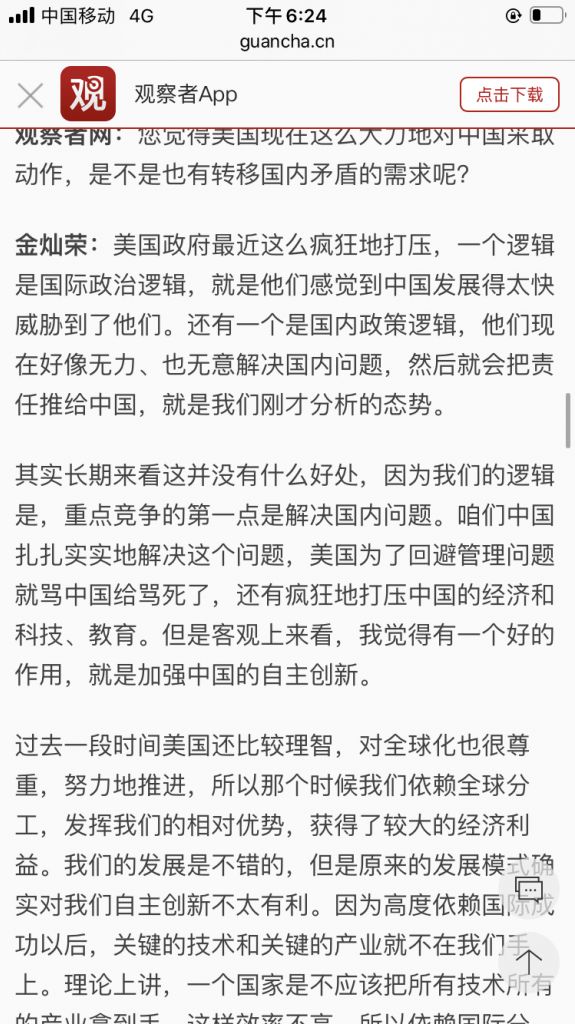 中国移动 4G 下午6:24
guancha.cn
观 观察者App 点击下载
观察者网：您觉得美国现在这么大力地对中国采取
动作，是不是也有转移国内矛盾的需求呢？
金灿荣：美国政府最近这么疯狂地打压，一个逻辑
是国际政治逻辑，就是他们感觉到中国发展得太快
威胁到了他们。还有一个是国内政策逻辑，他们现
在好像无力、也无意解决国内问题，然后就会把责
任推给中国，就是我们刚才分析的态势。
其实长期来看这并没有什么好处，因为我们的逻辑
是，重点竞争的第一点是解决国内问题。咱们中国
扎扎实实地解决这个问题，美国为了回避管理问题
就骂中国给骂死了，还有疯狂地打压中国的经济和
科技、教育。但是客观上来看，我觉得有一个好的
作用，就是加强中国的自主创新。
过去一段时间美国还比较理智，对全球化也很尊
重，努力地推进，所以那个时候我们依赖全球分
工，发挥我们的相对优势，获得了较大的经济利
益。我们的发展是不错的，但是原来的发展模式确
实对我们自主创新不太有利。因为高度依赖国际成
功以后，关键的技术和关键的产业就不在我们手
上。理论上讲，一个国家是不应该把所有技术所有
的产业拿到手，这样效率不高，所以依赖国际分